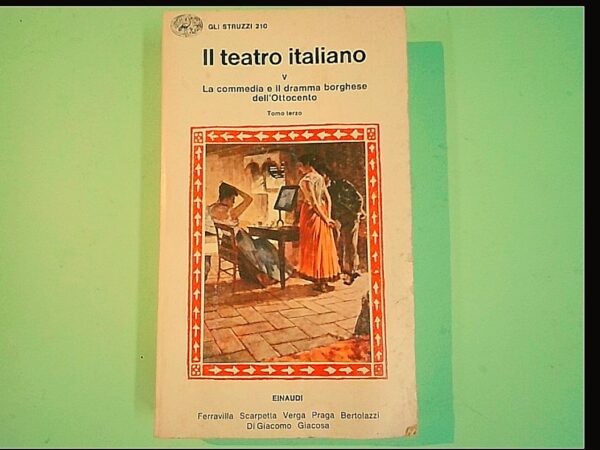 GLI STRUZZI 310
Il teatro italiano
V
La commedia e il dramma borghese
dell'Ottocento
Tomo terzo
EINAUDI
Ferravilla Scarpetta Verga Praga Bertolazzi
Di Giacomo Giacosa